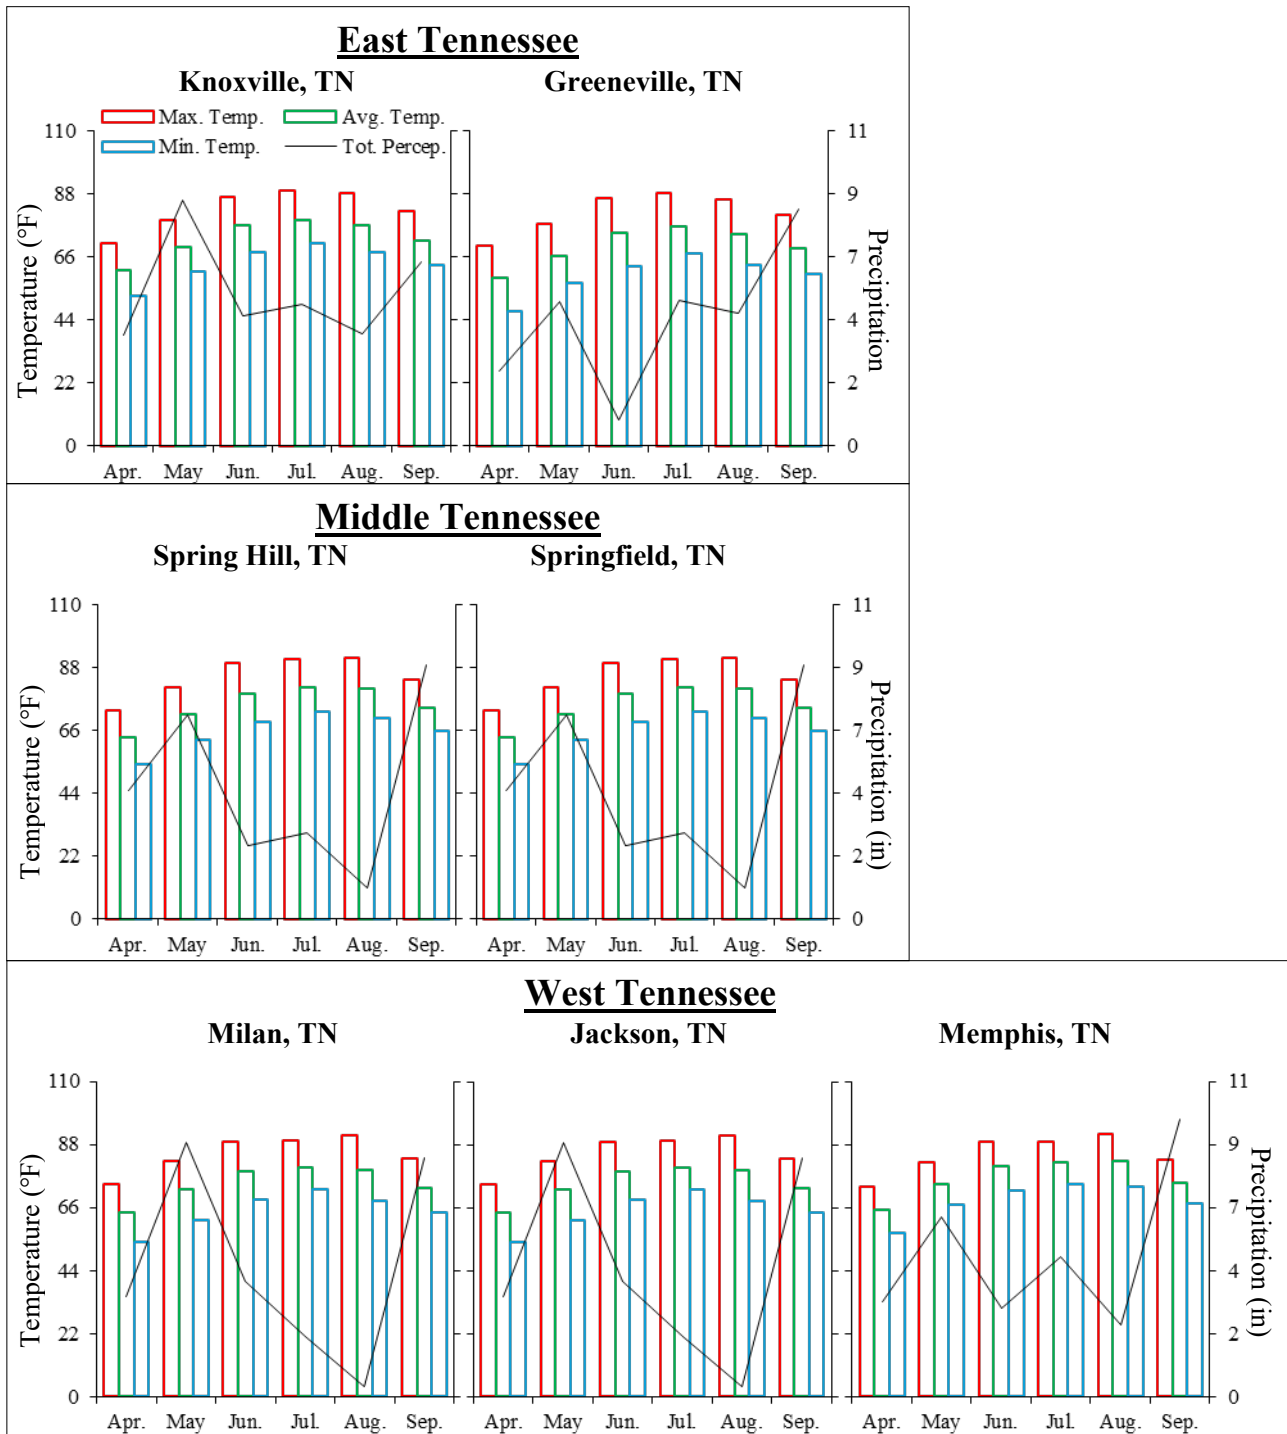 East Tennessee
Knoxville, TN
Greeneville, TN
Max. Temp.
Avg. Temp.
Min. Temp.
Tot. Percep.
Temperature (°F)
110
88
66
44
22
0
Apr. May Jun. Jul. Aug. Sep.
Apr. May Jun. Jul. Aug. Sep.
11
9
7
4
2
0
Precipitation
Middle Tennessee
Spring Hill, TN
Springfield, TN
Temperature (°F)
110
88
66
44
22
0
Apr. May Jun. Jul. Aug. Sep.
Apr. May Jun. Jul. Aug. Sep.
11
9
7
4
2
0
Precipitation (in)
West Tennessee
Milan, TN
Jackson, TN
Memphis, TN
Temperature (°F)
110
88
66
44
22
0
Apr. May Jun. Jul. Aug. Sep.
Apr. May Jun. Jul. Aug. Sep.
Apr. May Jun. Jul. Aug. Sep.
11
9
7
4
2
0
Precipitation (in)